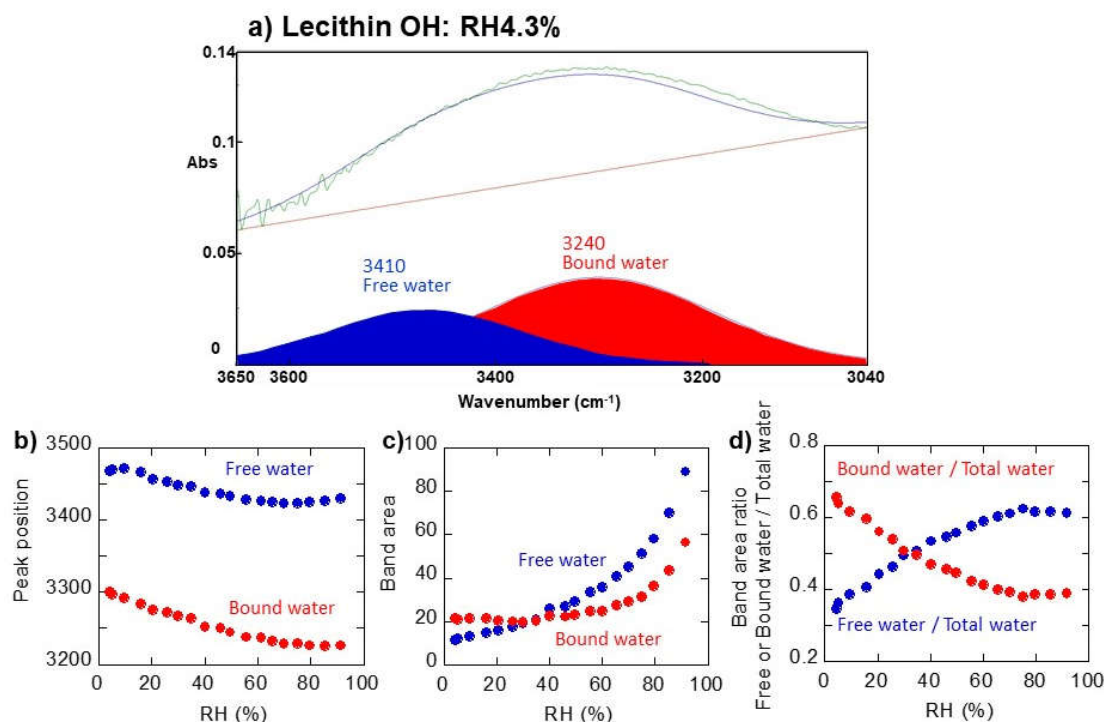 a) Lecithin OH: RH4.3%
0.14
0.1
Abs
0.05
0
3410
Free water
3240
Bound water
3650 3600 3400 3200 3040
Wavenumber (cm⁻¹)
b)
3500
3400
3300
3200
Peak position
Free water
Bound water
0 20 40 60 80 100
RH (%)
c)
100
80
60
40
20
0
Band area
Free water
Bound water
0 20 40 60 80 100
RH (%)
d)
0.8
0.6
0.4
0.2
Band area ratio
Free or Bound water / Total water
Bound water / Total water
Free water / Total water
0 20 40 60 80 100
RH (%)